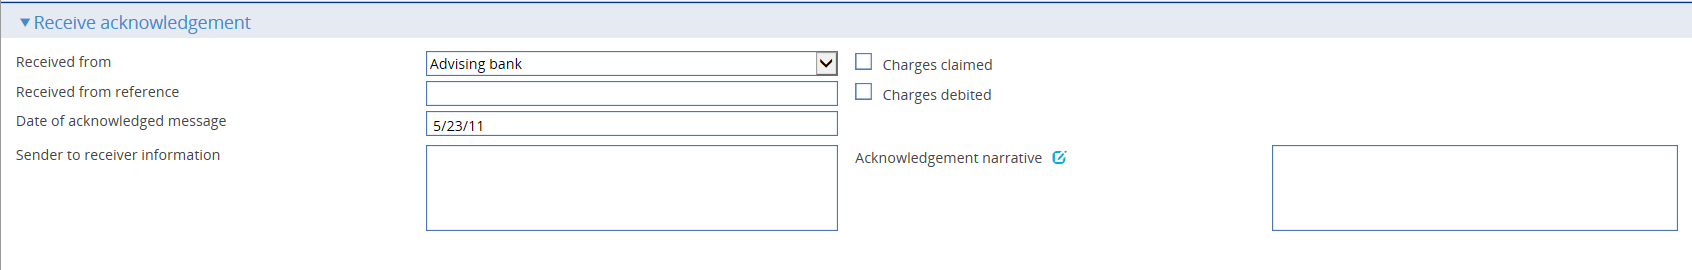 Receive acknowledgement
Received from
Advising bank
Charges claimed
Received from reference
Charges debited
Date of acknowledged message
5/23/11
Sender to receiver information
Acknowledgement narrative